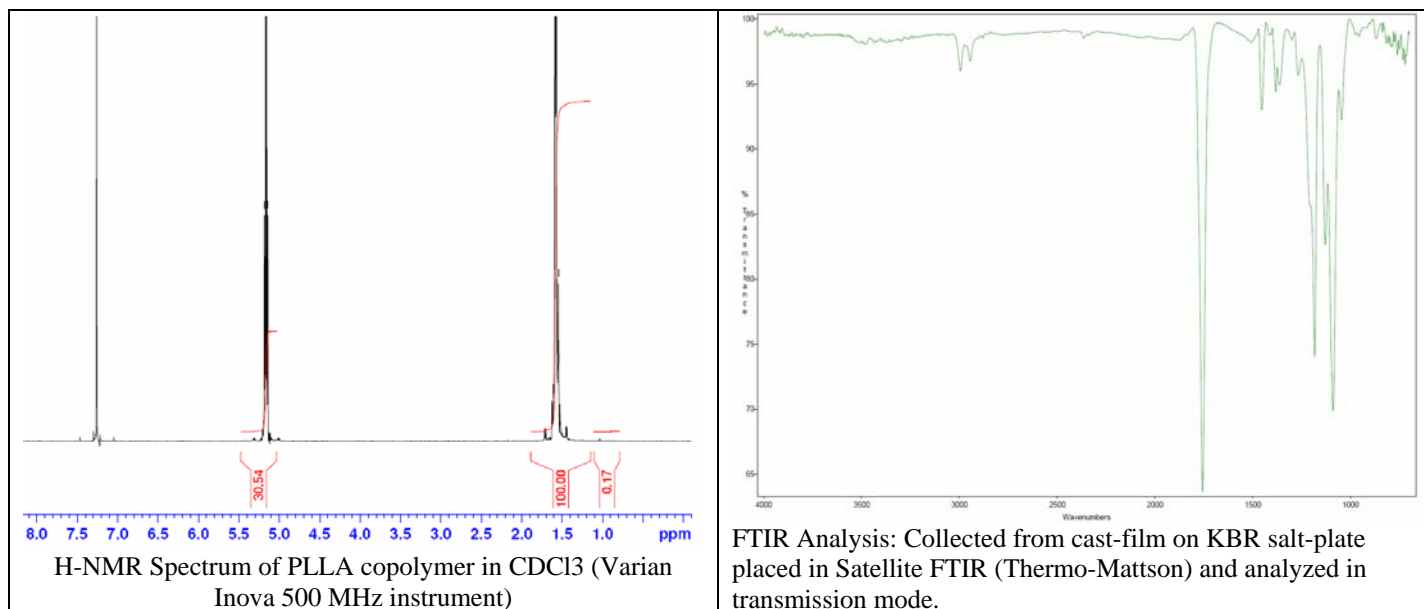 30.54
100.00
0.17
8.0 7.5 7.0 6.5 6.0 5.5 5.0 4.5 4.0 3.5 3.0 2.5 2.0 1.5 1.0 ppm
H-NMR Spectrum of PLLA copolymer in CDCl3 (Varian
Inova 500 MHz instrument)
100
95
90
85
80
75
70
65
% Transmittance
4000 3500 3000 2500 2000 1500 1000
Wavenumbers
FTIR Analysis: Collected from cast-film on KBR salt-plate
placed in Satellite FTIR (Thermo-Mattson) and analyzed in
transmission mode.